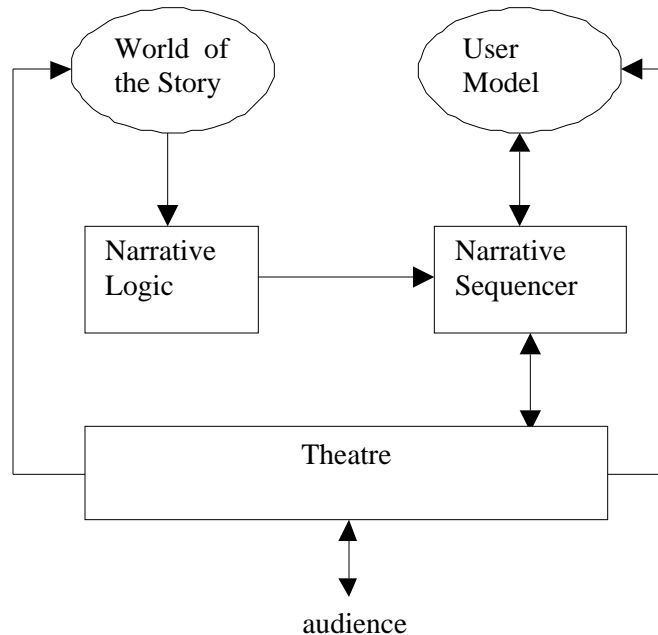 World of
the Story
User
Model
Narrative
Logic
Narrative
Sequencer
Theatre
audience